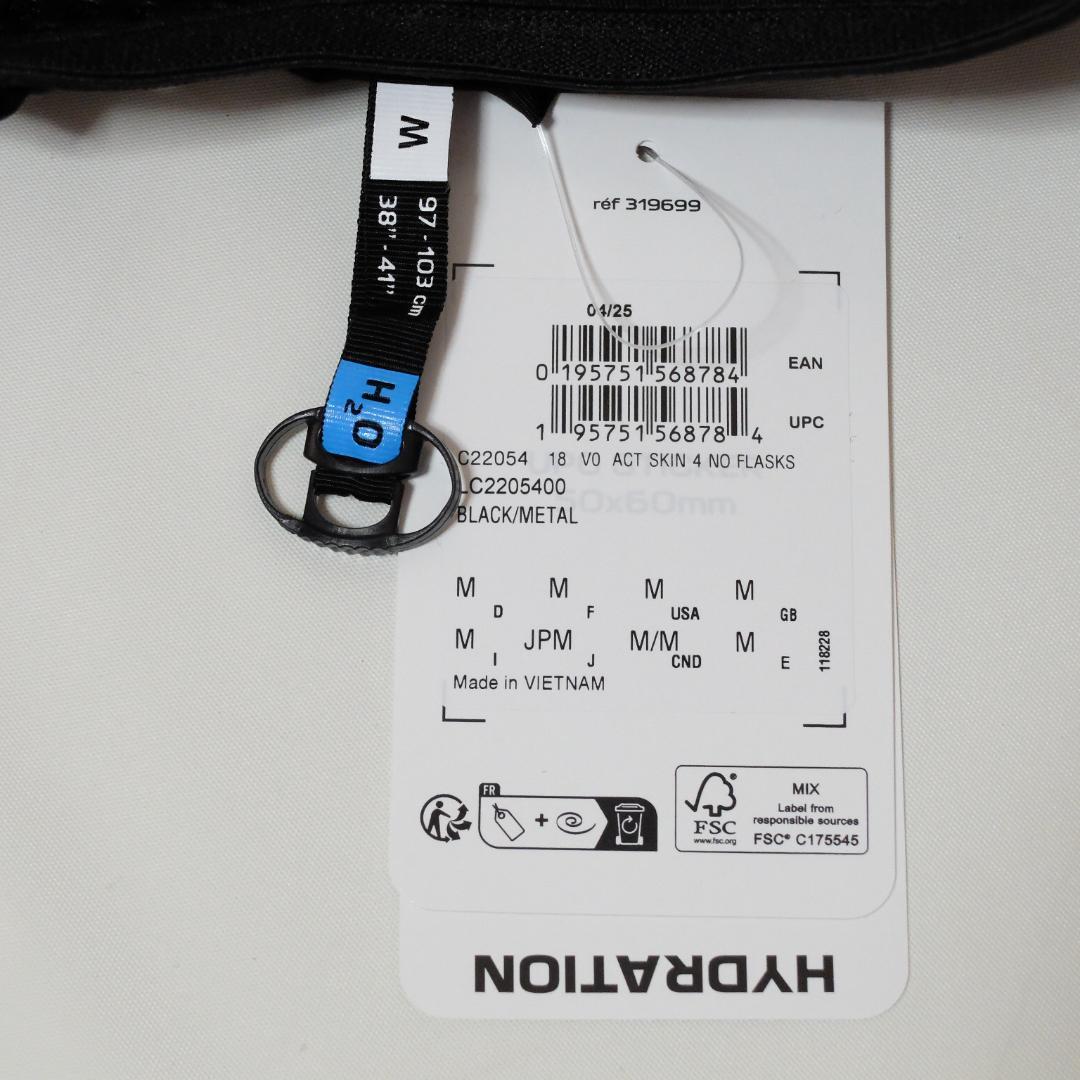 M
97 - 103 cm
38" - 41"
H₂O
réf 319699
04/25
0 195751 568784
EAN
1 95751 56878 4
UPC
C22054 18 V0 ACT SKIN 4 NO FLASKS
LC2205400
60x60mm
BLACK/METAL
M D M F M USA M GB
M I JPM J M/M CND M E
118228
Made in VIETNAM
FR
+
FSC
www.fsc.org
MIX
Label from
responsible sources
FSC® C175545
HYDRATION